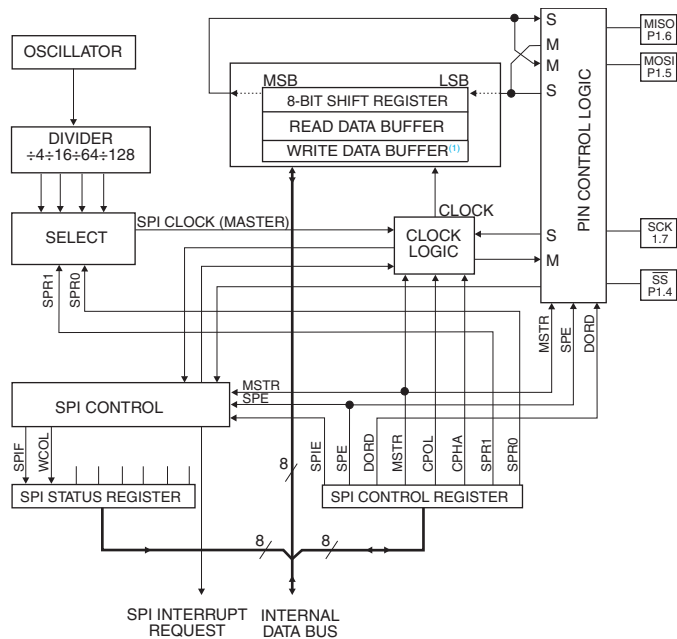 OSCILLATOR
DIVIDER
÷4÷16÷64÷128
SELECT
SPI CLOCK (MASTER)
SPR1
SPR0
MSB
LSB
8-BIT SHIFT REGISTER
READ DATA BUFFER
WRITE DATA BUFFER(1)
CLOCK
CLOCK
LOGIC
S
M
M
S
S
M
PIN CONTROL LOGIC
MISO
P1.6
MOSI
P1.5
SCK
1.7
SS
P1.4
MSTR
SPE
DORD
SPI CONTROL
MSTR
SPE
SPIF
WCOL
SPI STATUS REGISTER
8
SPIE
SPE
DORD
MSTR
CPOL
CPHA
SPR1
SPR0
SPI CONTROL REGISTER
8
8
SPI INTERRUPT
REQUEST
INTERNAL
DATA BUS